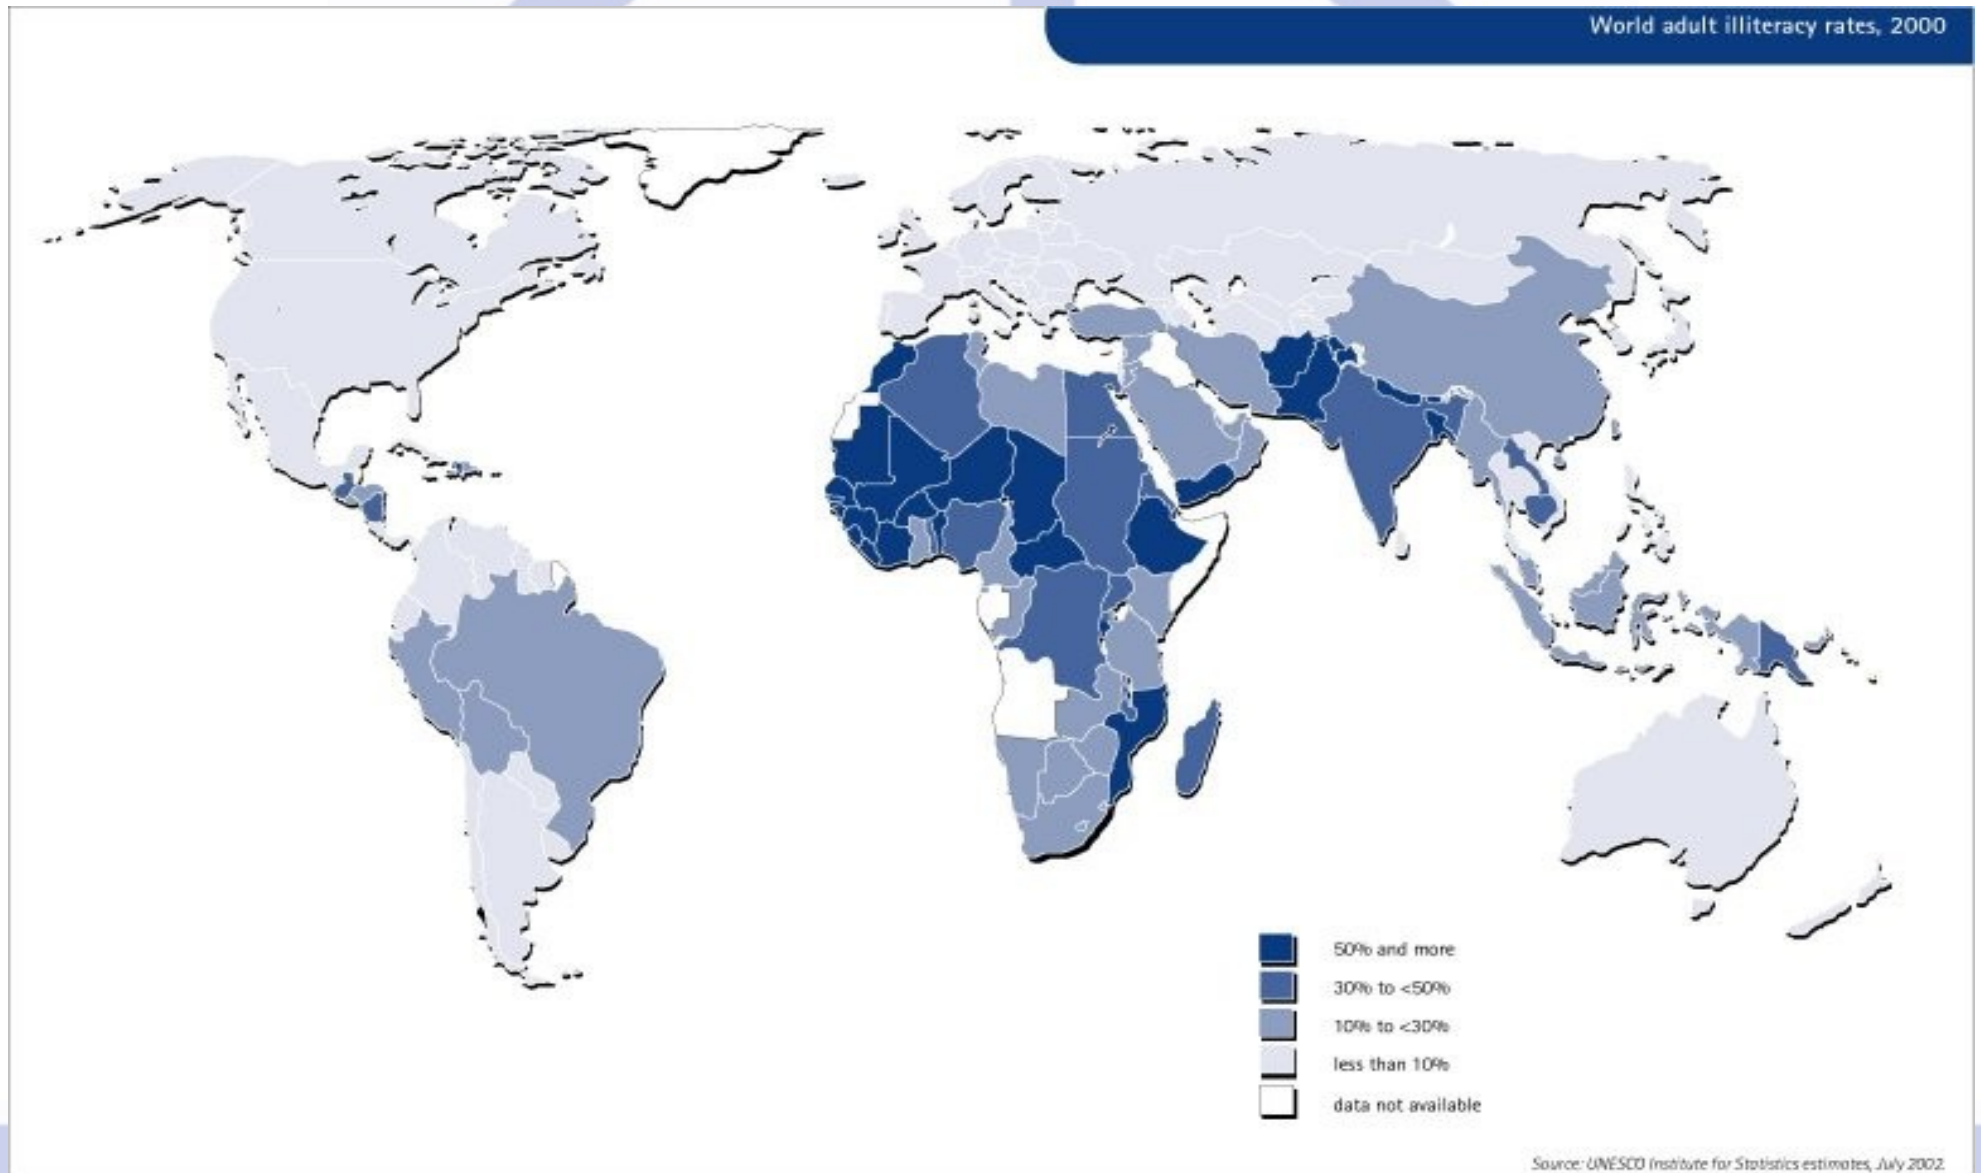 World adult illiteracy rates, 2000
50% and more
30% to <50%
10% to <30%
less than 10%
data not available
Source: UNESCO Institute for Statistics estimates, July 2002.